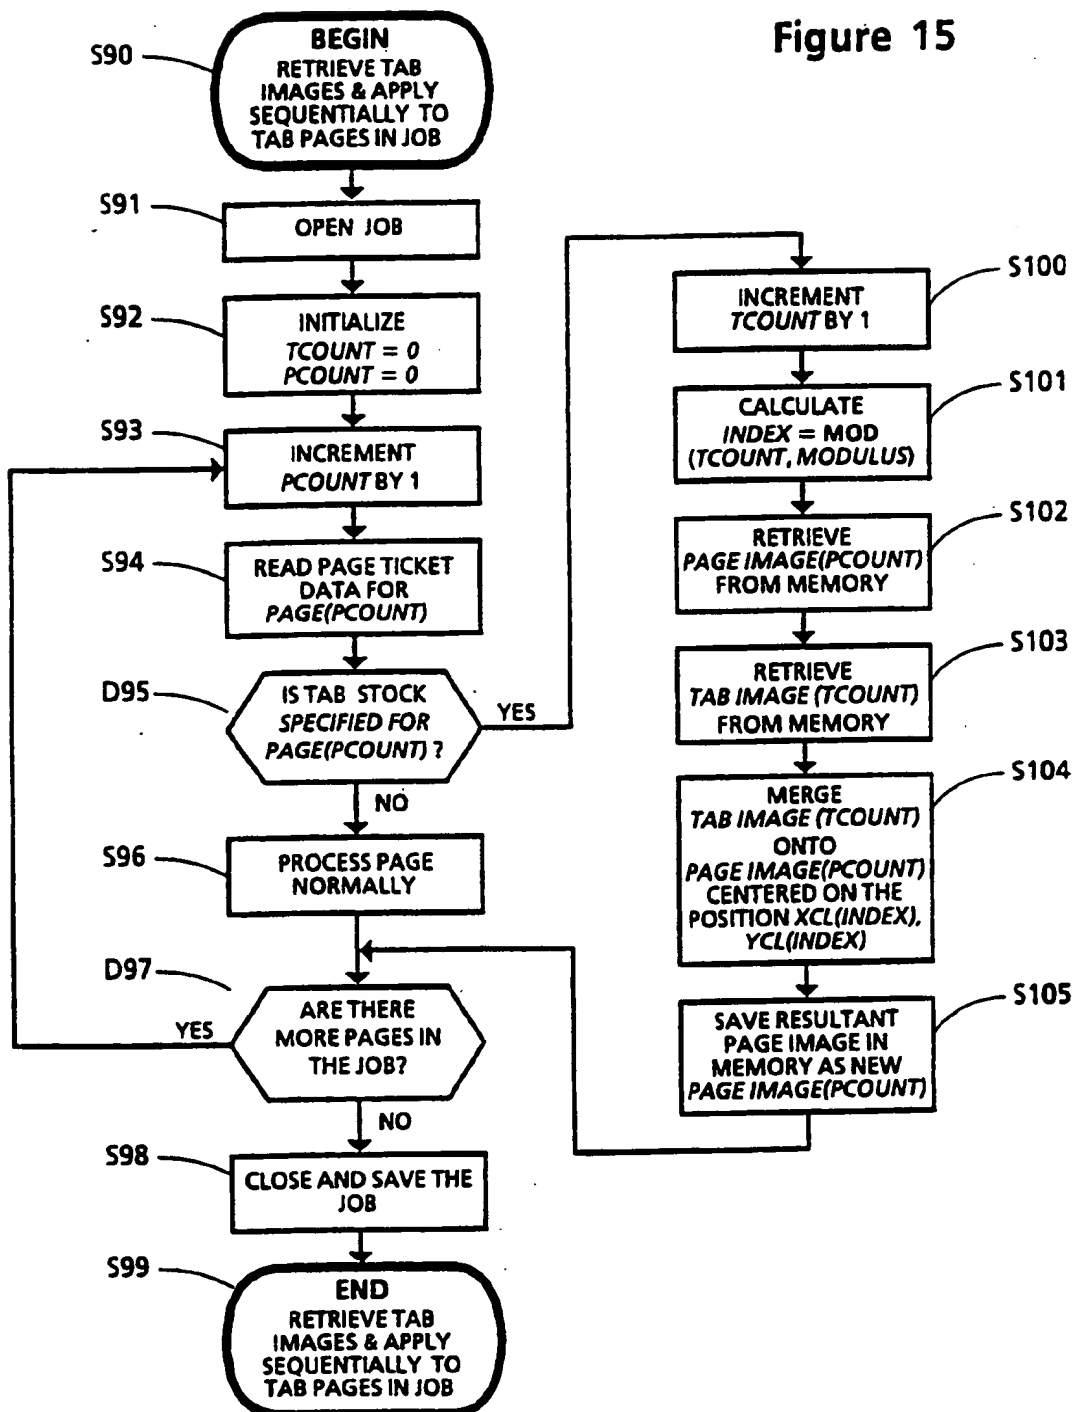 Figure 15
S90
BEGIN
RETRIEVE TAB
IMAGES & APPLY
SEQUENTIALLY TO
TAB PAGES IN JOB
S91
OPEN JOB
S92
INITIALIZE
TCOUNT = 0
PCOUNT = 0
S93
INCREMENT
PCOUNT BY 1
S94
READ PAGE TICKET
DATA FOR
PAGE(PCOUNT)
D95
IS TAB STOCK
SPECIFIED FOR
PAGE(PCOUNT) ?
YES
NO
S96
PROCESS PAGE
NORMALLY
D97
ARE THERE
MORE PAGES IN
THE JOB?
YES
NO
S98
CLOSE AND SAVE THE
JOB
S99
END
RETRIEVE TAB
IMAGES & APPLY
SEQUENTIALLY TO
TAB PAGES IN JOB
S100
INCREMENT
TCOUNT BY 1
S101
CALCULATE
INDEX = MOD
(TCOUNT, MODULUS)
S102
RETRIEVE
PAGE IMAGE(PCOUNT)
FROM MEMORY
S103
RETRIEVE
TAB IMAGE (TCOUNT)
FROM MEMORY
S104
MERGE
TAB IMAGE (TCOUNT)
ONTO
PAGE IMAGE(PCOUNT)
CENTERED ON THE
POSITION XCL(INDEX),
YCL(INDEX)
S105
SAVE RESULTANT
PAGE IMAGE IN
MEMORY AS NEW
PAGE IMAGE(PCOUNT)